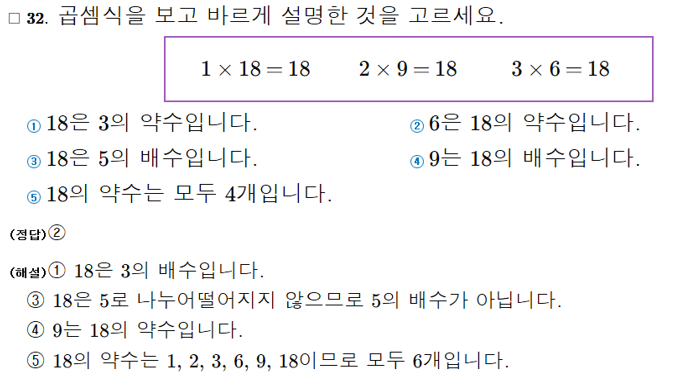 □ 32. 곱셈식을 보고 바르게 설명한 것을 고르세요.
1 × 18 = 18 2 × 9 = 18 3 × 6 = 18
① 18은 3의 약수입니다. ② 6은 18의 약수입니다.
③ 18은 5의 배수입니다. ④ 9는 18의 배수입니다.
⑤ 18의 약수는 모두 4개입니다.
(정답)②
(해설)① 18은 3의 배수입니다.
③ 18은 5로 나누어떨어지지 않으므로 5의 배수가 아닙니다.
④ 9는 18의 약수입니다.
⑤ 18의 약수는 1, 2, 3, 6, 9, 18이므로 모두 6개입니다.